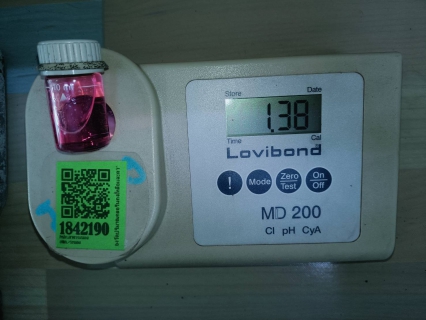 Store Date
1.38
Time Cal
Lovibond
! Mode Zero Test On Off
MD 200
Cl pH CyA
1842190